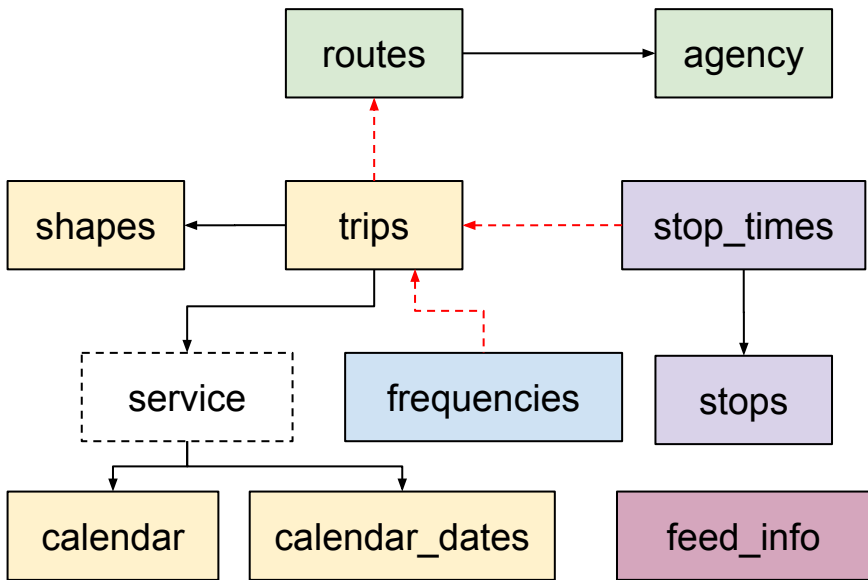 routes
agency
shapes
trips
stop_times
service
frequencies
stops
calendar
calendar_dates
feed_info